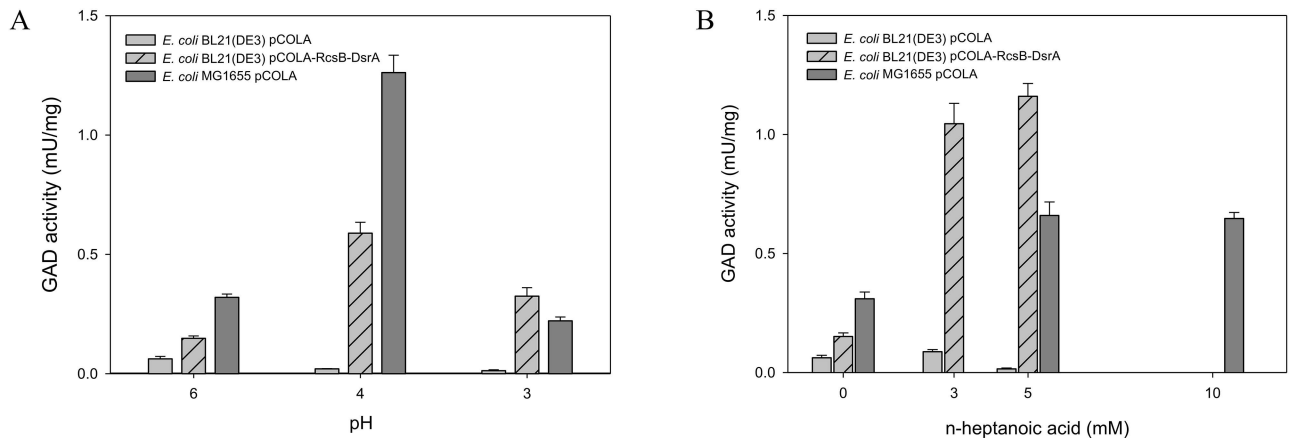 A
GAD activity (mU/mg)
1.5
1.0
0.5
0.0
E. coli BL21(DE3) pCOLA
E. coli BL21(DE3) pCOLA-RcsB-DsrA
E. coli MG1655 pCOLA
6 4 3
pH
B
GAD activity (mU/mg)
1.5
1.0
0.5
0.0
E. coli BL21(DE3) pCOLA
E. coli BL21(DE3) pCOLA-RcsB-DsrA
E. coli MG1655 pCOLA
0 3 5 10
n-heptanoic acid (mM)